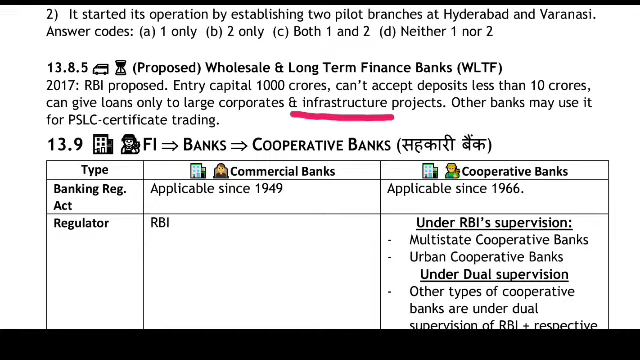 2) It started its operation by establishing two pilot branches at Hyderabad and Varanasi.
Answer codes: (a) 1 only (b) 2 only (c) Both 1 and 2 (d) Neither 1 nor 2
13.8.5 (Proposed) Wholesale & Long Term Finance Banks (WLTF)
2017: RBI proposed. Entry capital 1000 crores, can't accept deposits less than 10 crores,
can give loans only to large corporates & infrastructure projects. Other banks may use it
for PSLC-certificate trading.
13.9 FI ⇒ BANKS ⇒ COOPERATIVE BANKS (सहकारी बैंक)
Type Commercial Banks Cooperative Banks
Banking Reg. Act Applicable since 1949 Applicable since 1966.
Regulator RBI Under RBI's supervision:
- Multistate Cooperative Banks
- Urban Cooperative Banks
Under Dual supervision
- Other types of cooperative
banks are under dual
supervision of RBI + respective